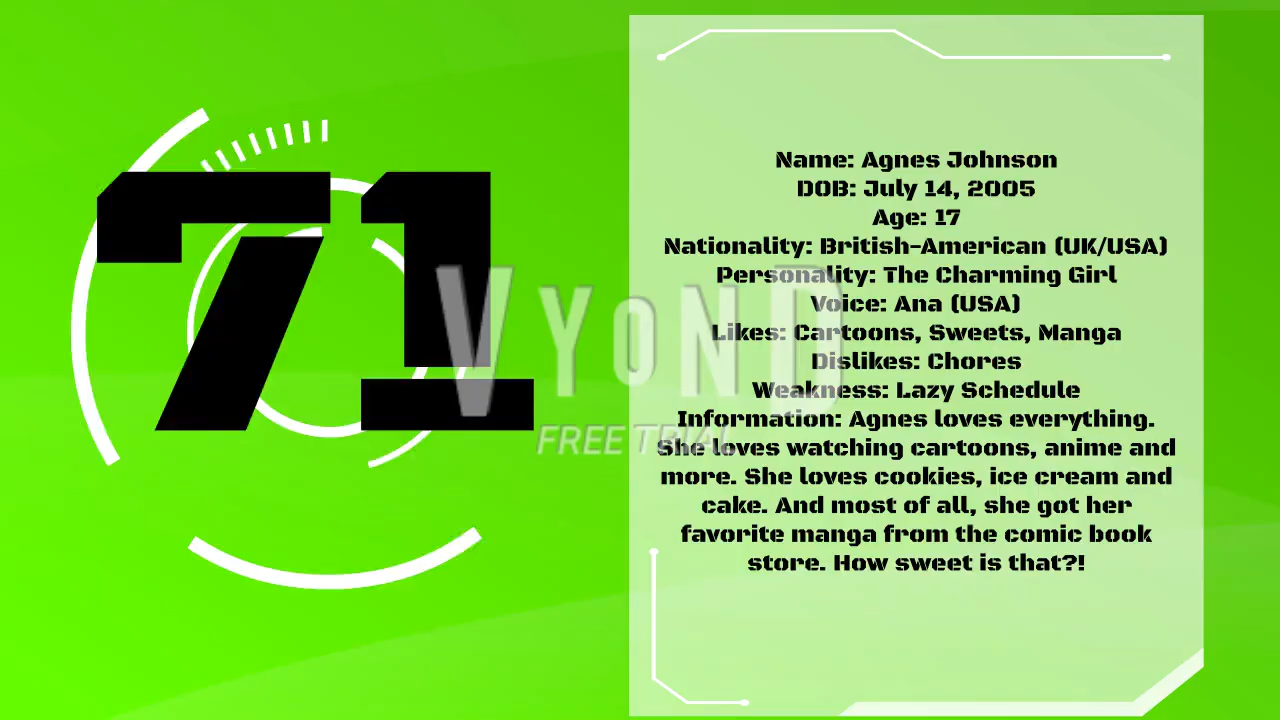 71
Name: Agnes Johnson
DOB: July 14, 2005
Age: 17
Nationality: British-American (UK/USA)
Personality: The Charming Girl
Voice: Ana (USA)
Likes: Cartoons, Sweets, Manga
Dislikes: Chores
Weakness: Lazy Schedule
Information: Agnes loves everything.
She loves watching cartoons, anime and
more. She loves cookies, ice cream and
cake. And most of all, she got her
favorite manga from the comic book
store. How sweet is that?!
VYOND
FREE TRIAL